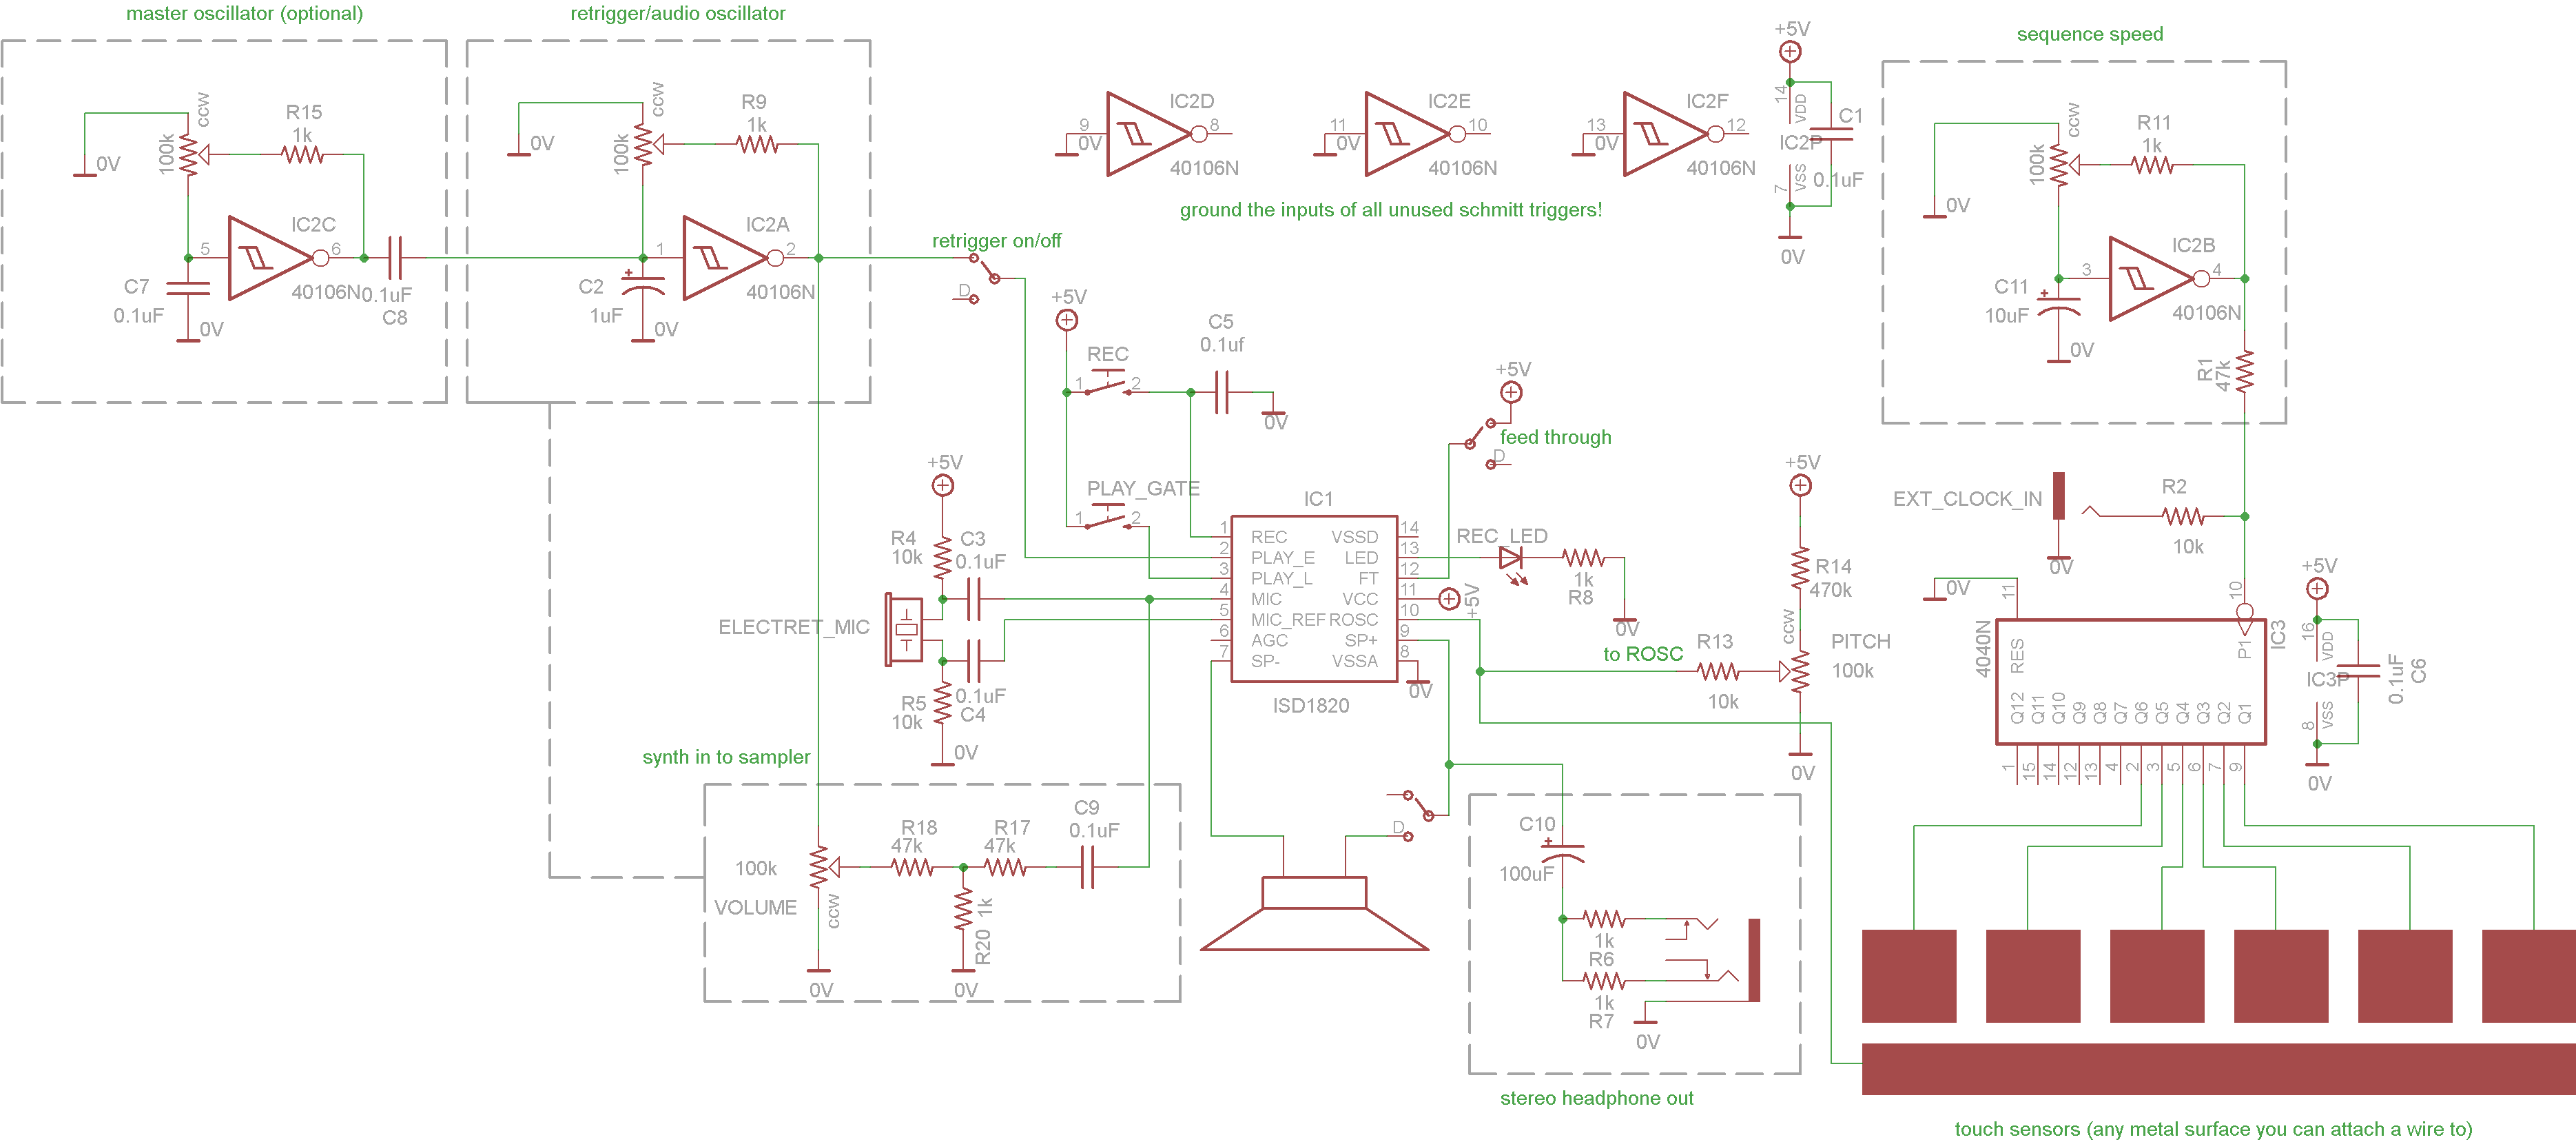 master oscillator (optional)
retrigger/audio oscillator
sequence speed
ccw
R15
1k
100k
0V
IC2C
5
6
40106N
C7
0.1uF
0V
0.1uF
C8
ccw
R9
1k
100k
0V
IC2A
1
2
40106N
C2
1uF
0V
IC2D
9
8
0V
40106N
IC2E
11
10
0V
40106N
IC2F
13
12
0V
40106N
ground the inputs of all unused schmitt triggers!
+5V
14
VDD
IC2P
7
VSS
C1
0.1uF
0V
ccw
R11
1k
100k
0V
IC2B
3
4
40106N
C11
10uF
0V
R1
47k
retrigger on/off
D
+5V
REC
1
2
C5
0.1uf
0V
PLAY_GATE
1
2
+5V
feed through
D
+5V
R4
10k
C3
0.1uF
ELECTRET_MIC
0.1uF
C4
R5
10k
0V
IC1
1
REC
VSSD
14
2
PLAY_E
LED
13
3
PLAY_L
FT
12
4
MIC
VCC
11
5
MIC_REF
ROSC
10
6
AGC
SP+
9
7
SP-
VSSA
8
ISD1820
+5V
0V
REC_LED
1k
R8
0V
+5V
R14
470k
ccw
PITCH
100k
to ROSC
R13
10k
0V
EXT_CLOCK_IN
0V
R2
10k
0V
11
10
4040N
RES
P1
IC3
Q12
Q11
Q10
Q9
Q8
Q7
Q6
Q5
Q4
Q3
Q2
Q1
1
15
14
12
13
4
2
3
5
6
7
9
+5V
16
VDD
IC3P
8
VSS
0.1uF
C6
0V
synth in to sampler
100k
VOLUME
ccw
0V
R18
47k
R17
47k
C9
0.1uF
R20
1k
0V
D
C10
100uF
1k
R6
1k
R7
0V
stereo headphone out
touch sensors (any metal surface you can attach a wire to)